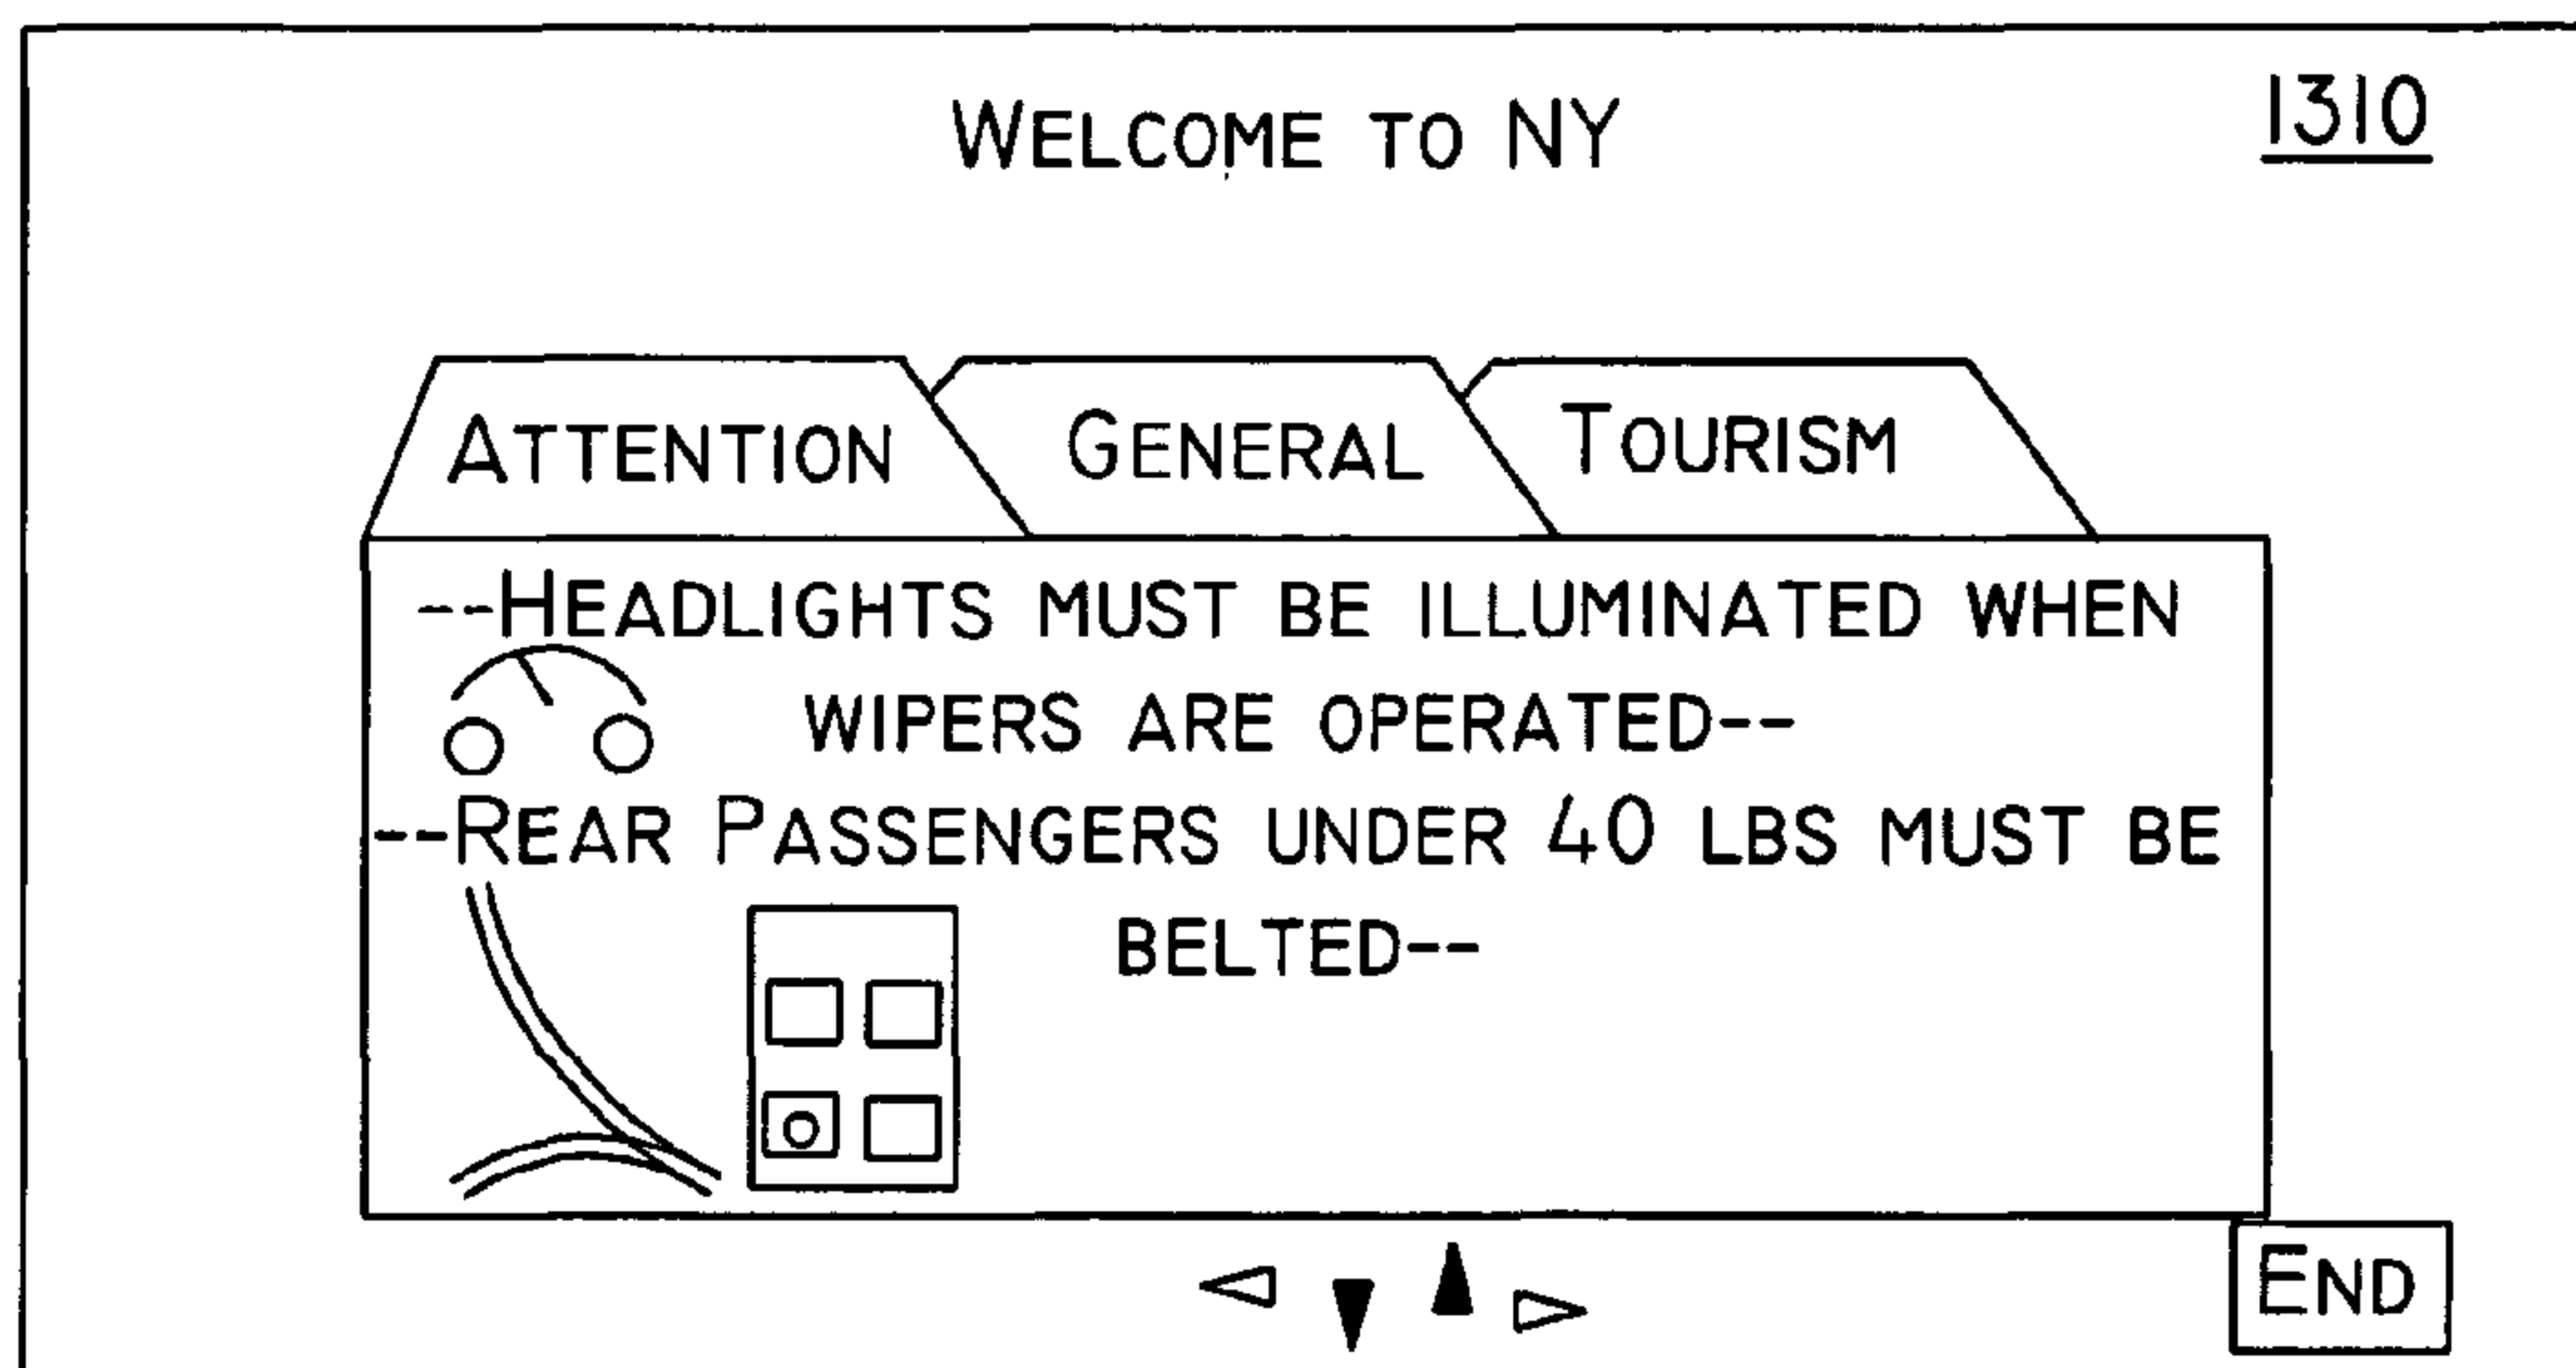 WELCOME TO NY
1310
ATTENTION GENERAL TOURISM
--HEADLIGHTS MUST BE ILLUMINATED WHEN
WIPERS ARE OPERATED--
--REAR PASSENGERS UNDER 40 LBS MUST BE
BELTED--
END